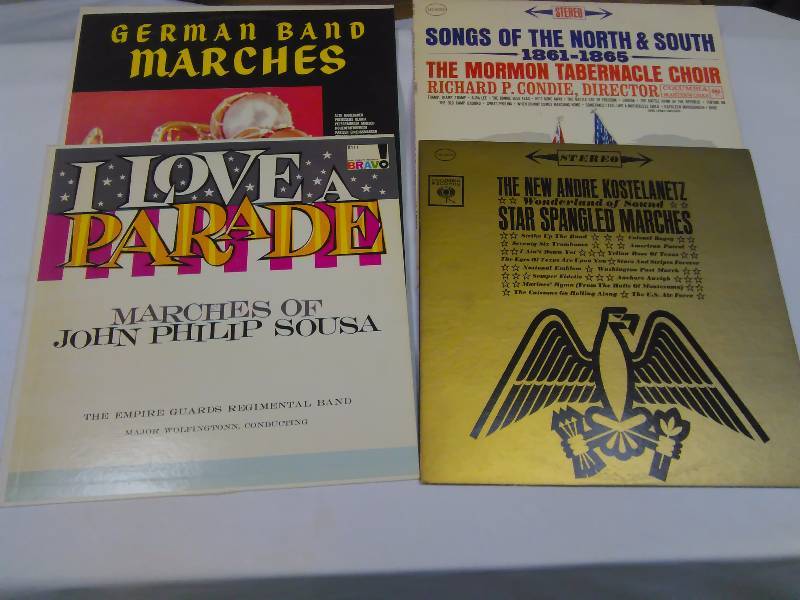 GERMAN BAND
MARCHES
STEREO
SONGS OF THE NORTH & SOUTH
1861-1865
THE MORMON TABERNACLE CHOIR
RICHARD P. CONDIE, DIRECTOR
COLUMBIA
BRAVO
I LOVE A
PARADE
MARCHES OF
JOHN PHILIP SOUSA
THE EMPIRE GUARDS REGIMENTAL BAND
MAJOR WOLFINGTONN, CONDUCTING
STEREO
COLUMBIA
RECORDS
THE NEW ANDRE KOSTELANETZ
Wonderland of Sound
STAR SPANGLED MARCHES
Strike Up The Band Colonel Bogey
Seventy Six Trombones American Patrol
I Ain't Down Yet Yellow Rose Of Texas
The Eyes Of Texas Are Upon You Stars And Stripes Forever
National Emblem Washington Post March
Semper Fidelis Anchors Aweigh
Marines' Hymn (From The Halls Of Montezuma)
The Caissons Go Rolling Along The U.S. Air Force